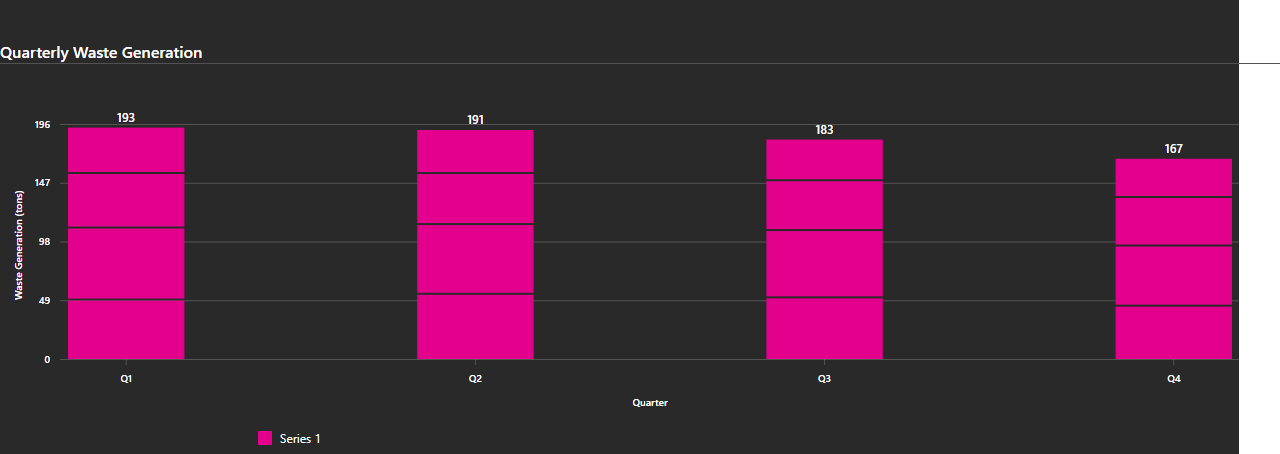 Quarterly Waste Generation
193
191
183
167
196
147
98
49
0
Waste Generation (tons)
Q1
Q2
Q3
Q4
Quarter
Series 1